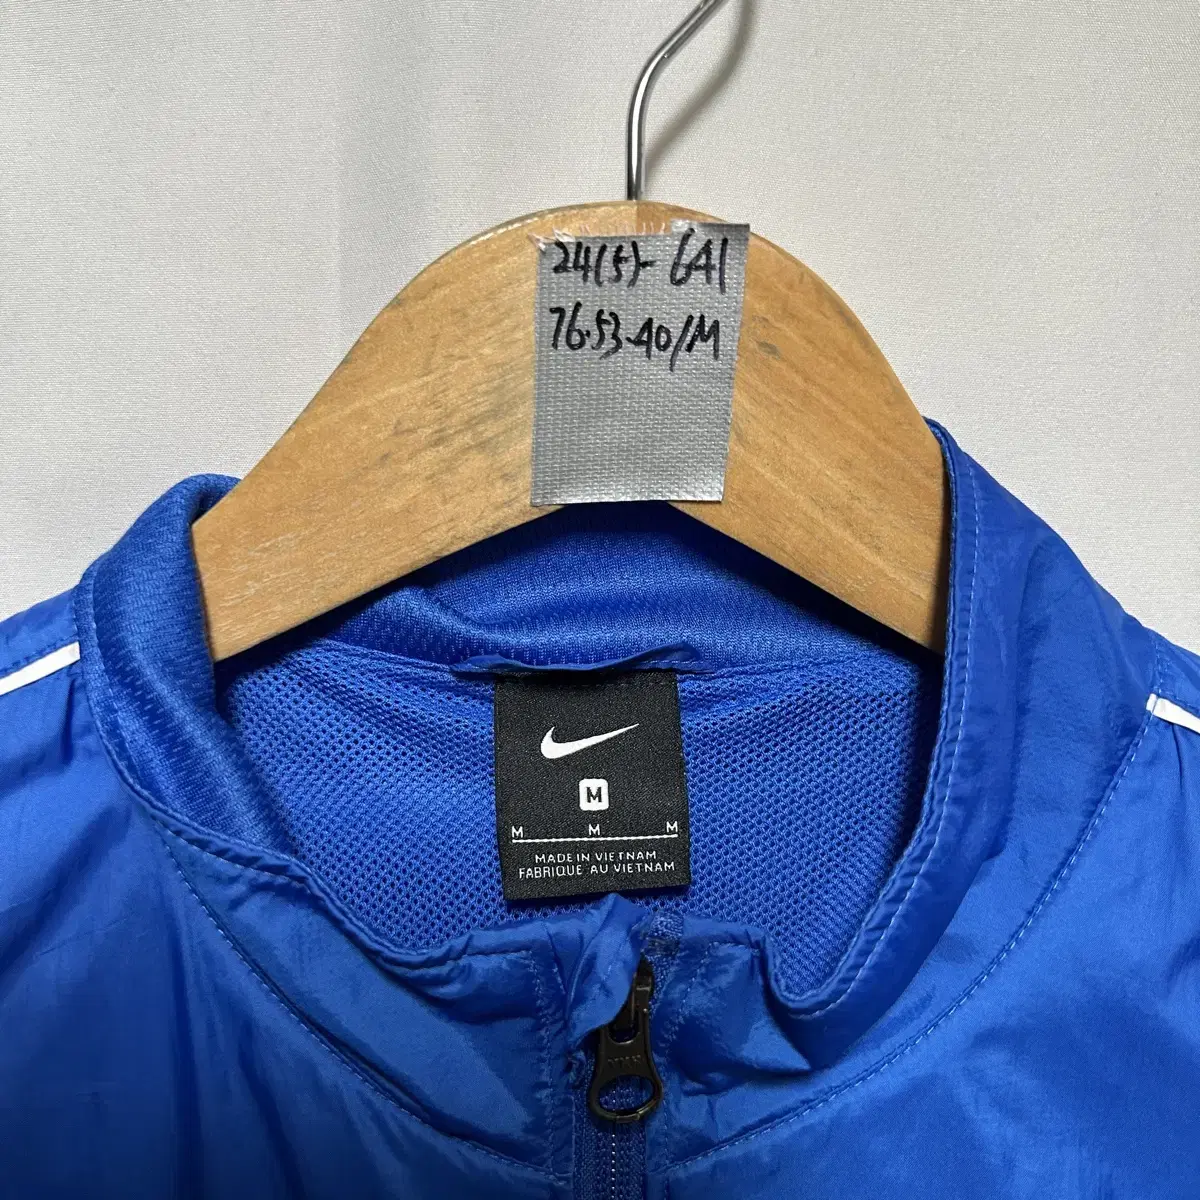 24(5)-641
76.53.40/M
M
M M M
MADE IN VIETNAM
FABRIQUE AU VIETNAM